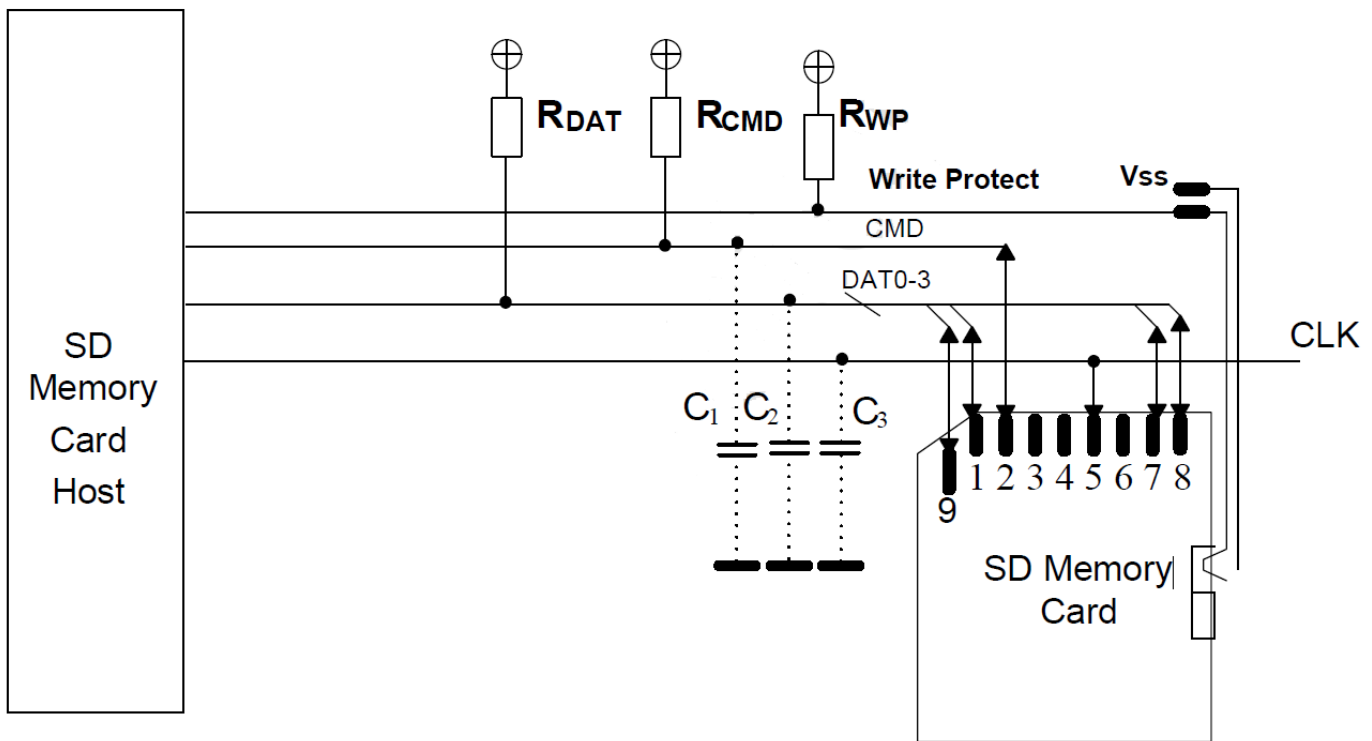 RDAT
RCMD
RWP
Write Protect
Vss
CMD
DAT0-3
CLK
SD
Memory
Card
Host
C1
C2
C3
1 2 3 4 5 6 7 8
9
SD Memory
Card